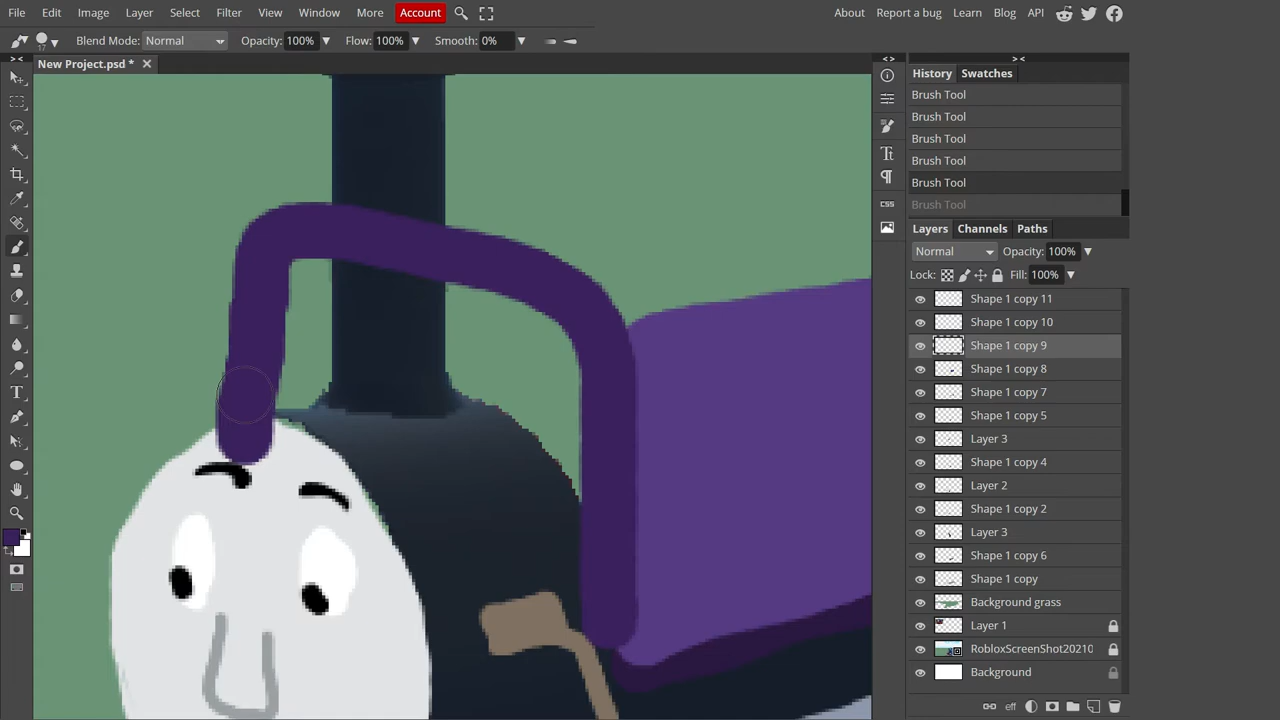 File Edit Image Layer Select Filter View Window More Account About Report a bug Learn Blog API
17 Blend Mode: Normal Opacity: 100% Flow: 100% Smooth: 0%
New Project.psd *
History Swatches
Brush Tool
Brush Tool
Brush Tool
Brush Tool
Brush Tool
Brush Tool
CSS
Layers Channels Paths
Normal Opacity: 100%
Lock: Fill: 100%
Shape 1 copy 11
Shape 1 copy 10
Shape 1 copy 9
Shape 1 copy 8
Shape 1 copy 7
Shape 1 copy 5
Layer 3
Shape 1 copy 4
Layer 2
Shape 1 copy 2
Layer 3
Shape 1 copy 6
Shape 1 copy
Background grass
Layer 1
RobloxScreenShot20210
Background
eff